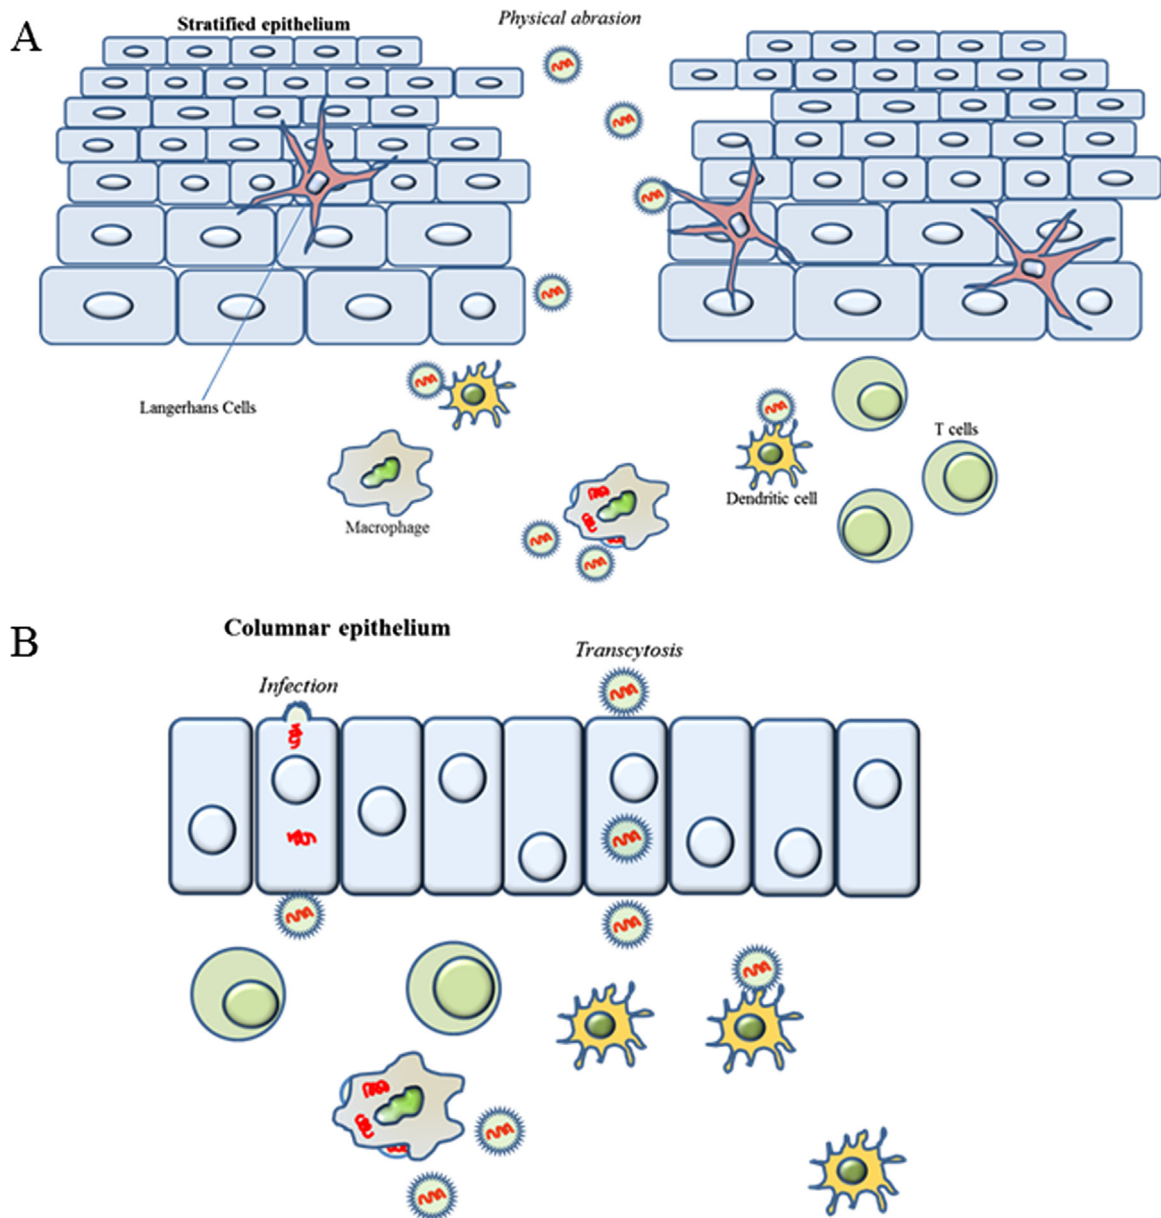 A
Stratified epithelium
Physical abrasion
Langerhans Cells
T cells
Dendritic cell
Macrophage
B
Columnar epithelium
Transcytosis
Infection